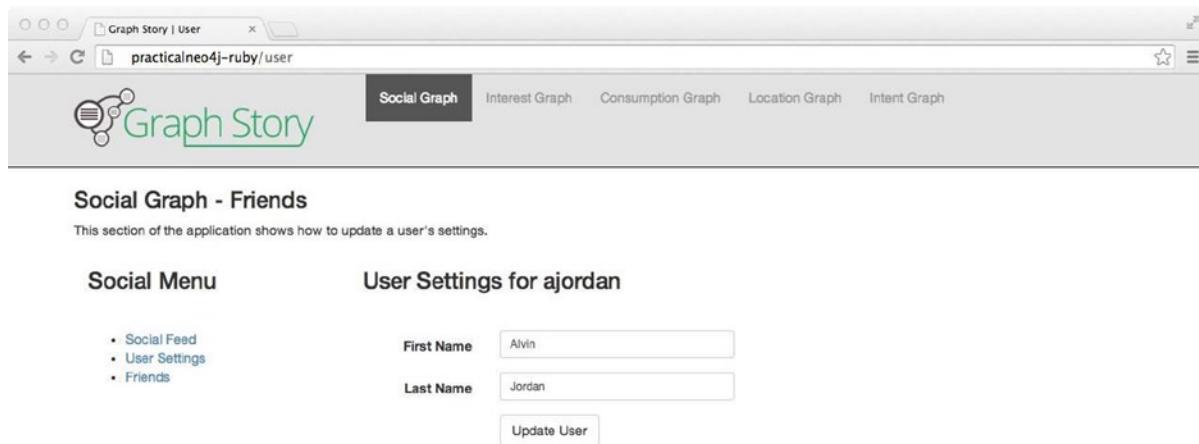 Graph Story | User
practicalneo4j-ruby/user
Graph Story
Social Graph Interest Graph Consumption Graph Location Graph Intent Graph
Social Graph - Friends
This section of the application shows how to update a user's settings.
Social Menu
• Social Feed
• User Settings
• Friends
User Settings for ajordan
First Name Alvin
Last Name Jordan
Update User